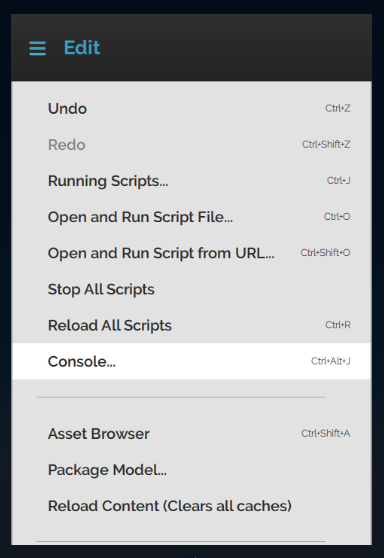 Edit
Undo Ctrl+Z
Redo Ctrl+Shift+Z
Running Scripts... Ctrl+J
Open and Run Script File... Ctrl+O
Open and Run Script from URL... Ctrl+Shift+O
Stop All Scripts
Reload All Scripts Ctrl+R
Console... Ctrl+Alt+J
Asset Browser Ctrl+Shift+A
Package Model...
Reload Content (Clears all caches)